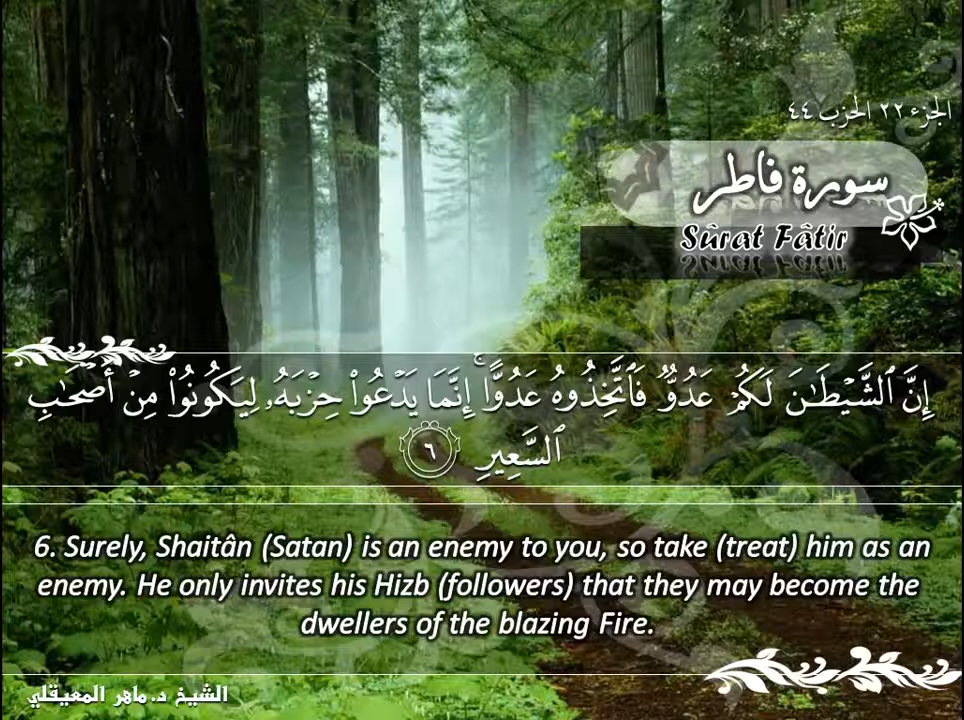 الجزء ٢٢ الحزب ٤٤
سورة فاطر
Sûrat Fâtir
إِنَّ ٱلشَّيْطَـٰنَ لَكُمْ عَدُوٌّ فَٱتَّخِذُوهُ عَدُوًّا ۚ إِنَّمَا يَدْعُوا۟ حِزْبَهُۥ لِيَكُونُوا۟ مِنْ أَصْحَـٰبِ
ٱلسَّعِيرِ ٦
6. Surely, Shaitân (Satan) is an enemy to you, so take (treat) him as an
enemy. He only invites his Hizb (followers) that they may become the
dwellers of the blazing Fire.
الشيخ د. ماهر المعيقلي